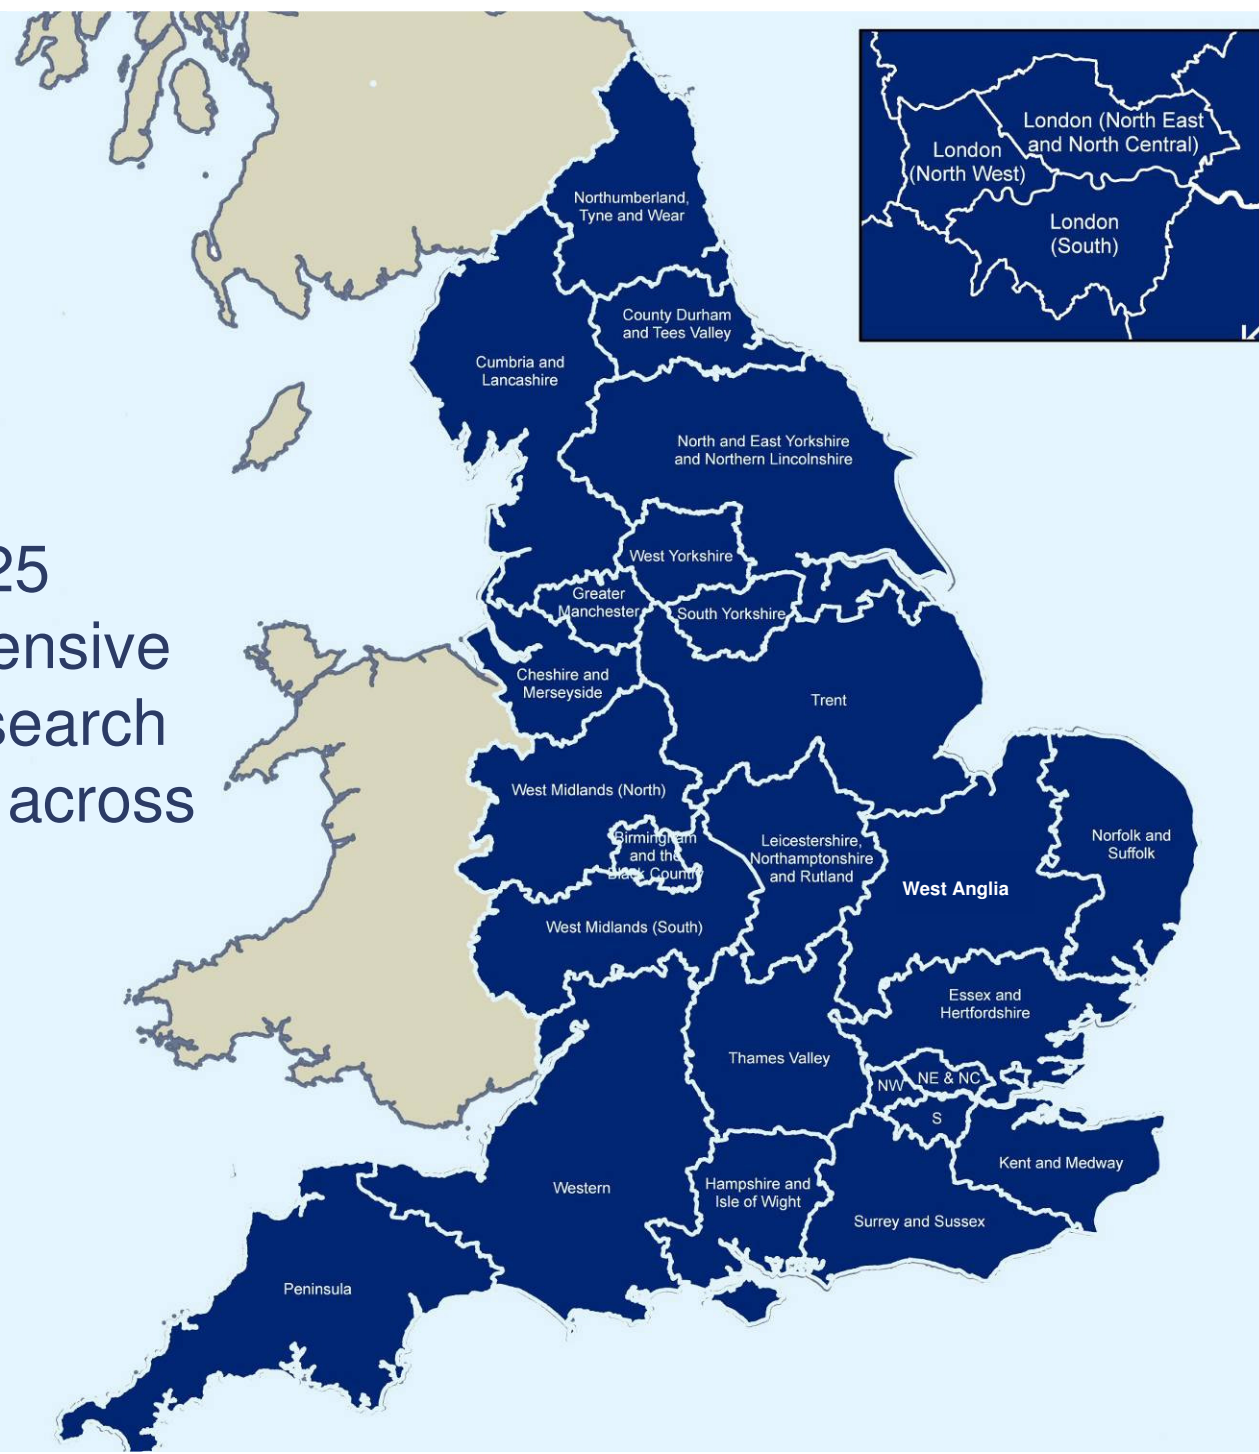 London (North East
and North Central)
London
(North West)
London
(South)
Northumberland,
Tyne and Wear
County Durham
and Tees Valley
Cumbria and
Lancashire
North and East Yorkshire
and Northern Lincolnshire
25
ensive
search
across
West Yorkshire
Greater
Manchester
South Yorkshire
Cheshire and
Merseyside
Trent
West Midlands (North)
Birmingham
and the
Black Country
Leicestershire,
Northamptonshire
and Rutland
Norfolk and
Suffolk
West Anglia
West Midlands (South)
Essex and
Hertfordshire
Thames Valley
NW
NE & NC
S
Kent and Medway
Western
Hampshire and
Isle of Wight
Surrey and Sussex
Peninsula